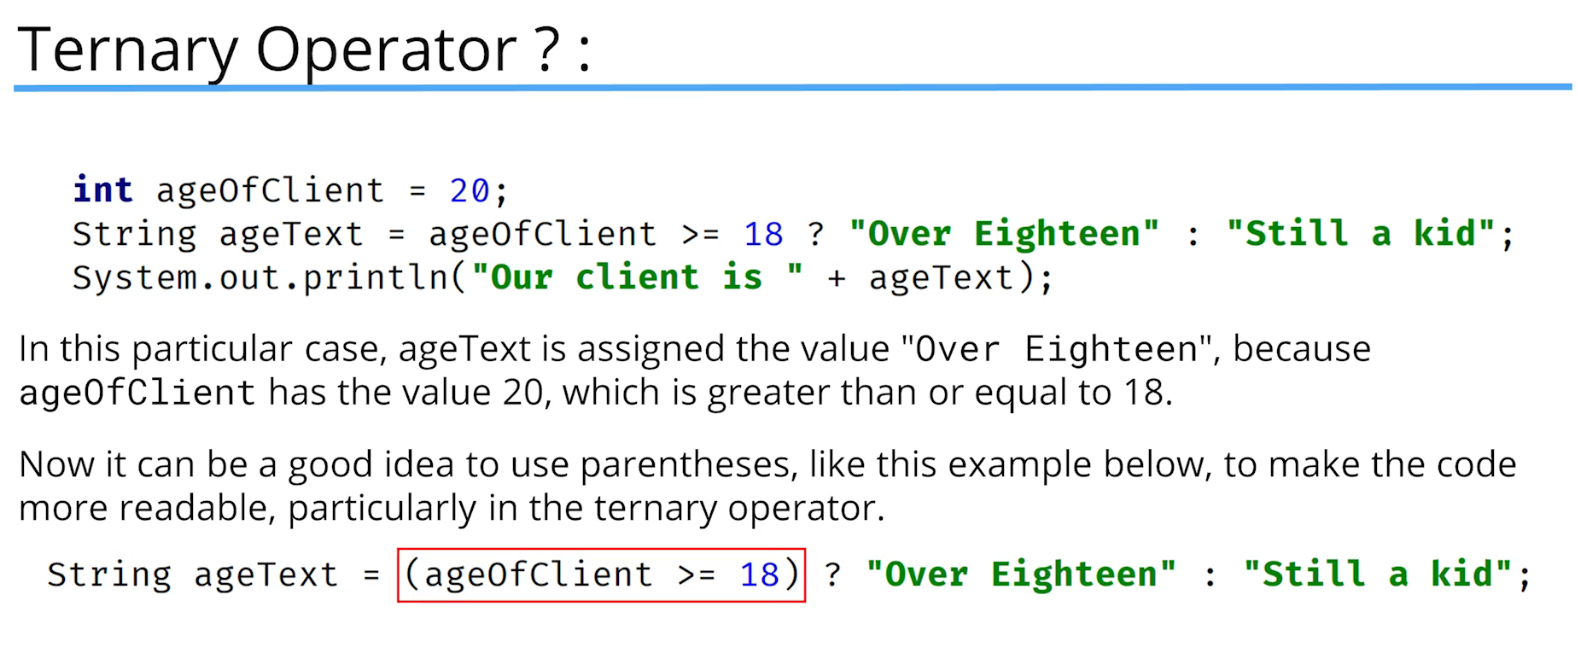 Ternary Operator ? :
int ageOfClient = 20;
String ageText = ageOfClient >= 18 ? "Over Eighteen" : "Still a kid";
System.out.println("Our client is " + ageText);
In this particular case, ageText is assigned the value "Over Eighteen", because
ageOfClient has the value 20, which is greater than or equal to 18.
Now it can be a good idea to use parentheses, like this example below, to make the code
more readable, particularly in the ternary operator.
String ageText = (ageOfClient >= 18) ? "Over Eighteen" : "Still a kid";